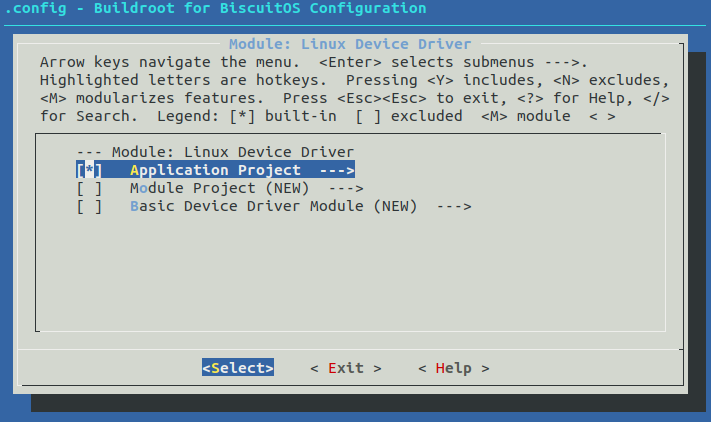 .config - Buildroot for BiscuitOS Configuration
Module: Linux Device Driver
Arrow keys navigate the menu.  <Enter> selects submenus --->.
Highlighted letters are hotkeys.  Pressing <Y> includes, <N> excludes,
<M> modularizes features.  Press <Esc><Esc> to exit, <?> for Help, </>
for Search.  Legend: [*] built-in  [ ] excluded  <M> module  < >
--- Module: Linux Device Driver
[*]   Application Project  --->
[ ]   Module Project (NEW)  --->
[ ]   Basic Device Driver Module (NEW)  --->
<Select>    < Exit >    < Help >